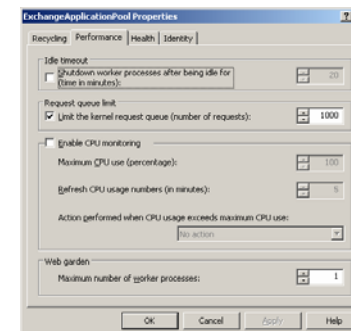 ExchangeApplicationPool Properties
?
Recycling Performance Health Identity
Idle timeout
Shutdown worker processes after being idle for
(time in minutes):
20
Request queue limit
Limit the kernel request queue (number of requests):
1000
Enable CPU monitoring
Maximum CPU use (percentage):
100
Refresh CPU usage numbers (in minutes):
5
Action performed when CPU usage exceeds maximum CPU use:
No action
Web garden
Maximum number of worker processes:
1
OK Cancel Apply Help